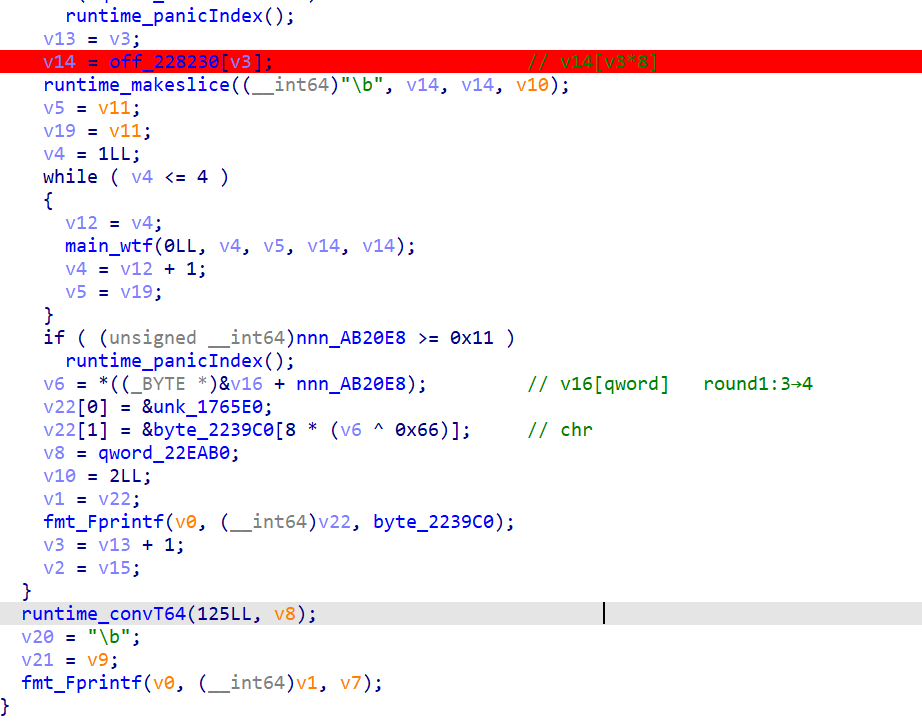 runtime_panicIndex();
v13 = v3;
v14 = off_228230[v3]; // v14[v3*8]
runtime_makeslice((__int64)"\b", v14, v14, v10);
v5 = v11;
v19 = v11;
v4 = 1LL;
while ( v4 <= 4 )
{
v12 = v4;
main_wtf(0LL, v4, v5, v14, v14);
v4 = v12 + 1;
v5 = v19;
}
if ( (unsigned __int64)nnn_AB20E8 >= 0x11 )
runtime_panicIndex();
v6 = *((_BYTE *)&v16 + nnn_AB20E8); // v16[qword] round1:3→4
v22[0] = &unk_1765E0;
v22[1] = &byte_2239C0[8 * (v6 ^ 0x66)]; // chr
v8 = qword_22EAB0;
v10 = 2LL;
v1 = v22;
fmt_Fprintf(v0, (__int64)v22, byte_2239C0);
v3 = v13 + 1;
v2 = v15;
}
runtime_convT64(125LL, v8);
v20 = "\b";
v21 = v9;
fmt_Fprintf(v0, (__int64)v1, v7);
}